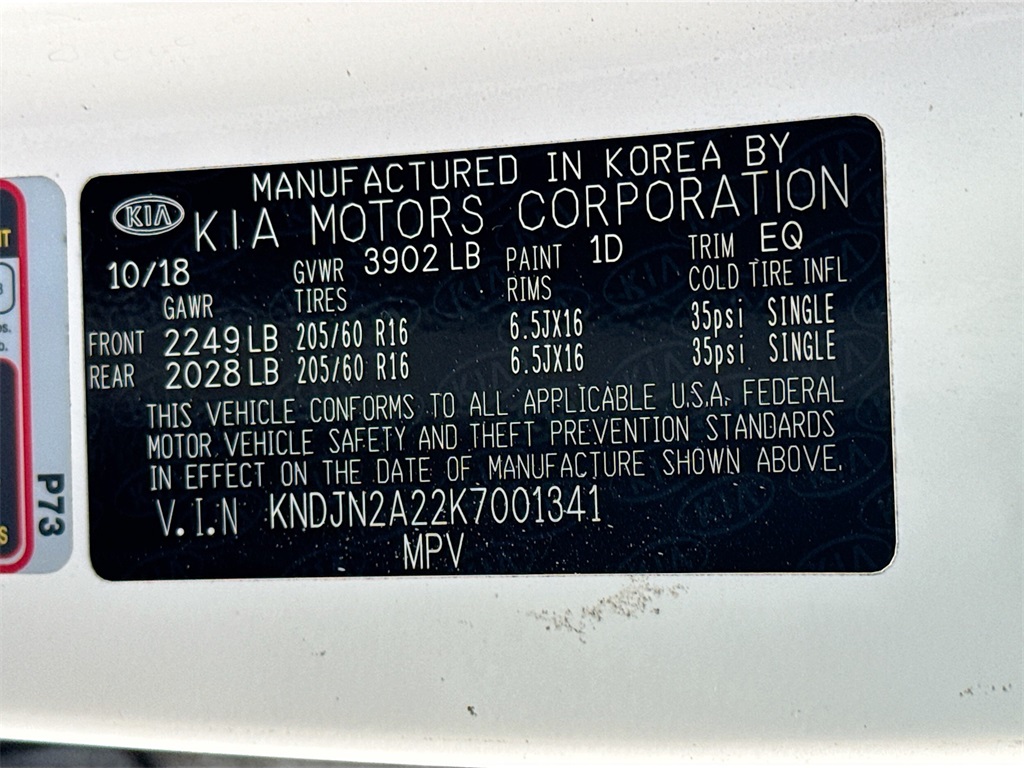 MANUFACTURED IN KOREA BY
KIA KIA MOTORS CORPORATION
10/18 GVWR 3902 LB PAINT 1D TRIM EQ
GAWR TIRES RIMS COLD TIRE INFL
FRONT 2249 LB 205/60 R16 6.5JX16 35psi SINGLE
REAR 2028 LB 205/60 R16 6.5JX16 35psi SINGLE
THIS VEHICLE CONFORMS TO ALL APPLICABLE U.S.A. FEDERAL
MOTOR VEHICLE SAFETY AND THEFT PREVENTION STANDARDS
IN EFFECT ON THE DATE OF MANUFACTURE SHOWN ABOVE.
V.I.N KNDJN2A22K7001341
MPV
P73